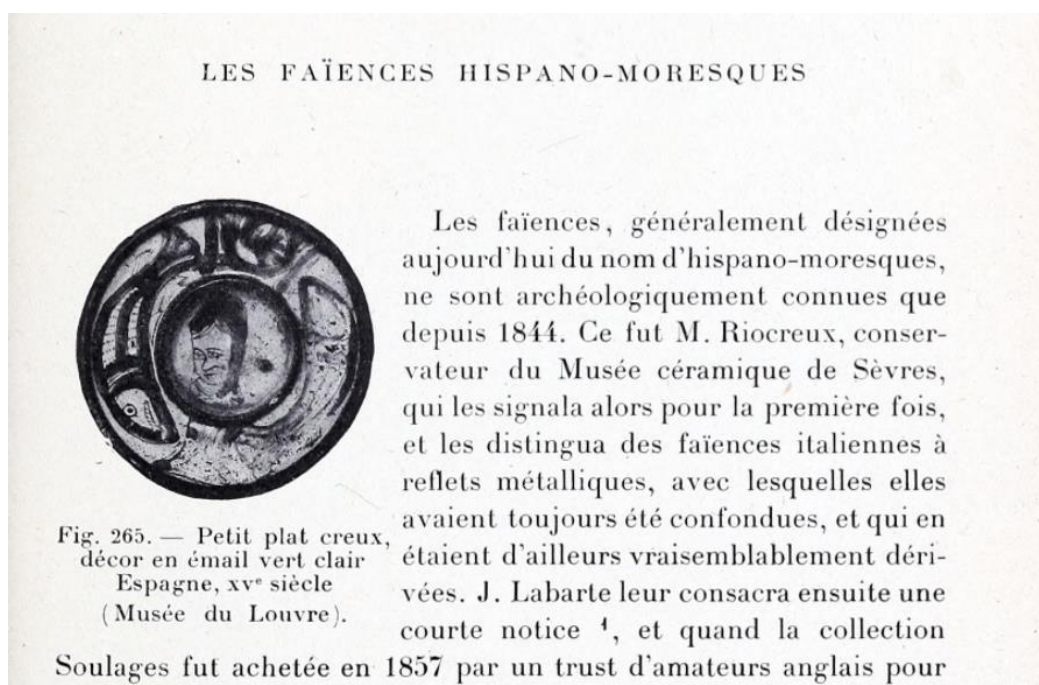 LES FAÏENCES HISPANO-MORESQUES
Les faïences, généralement désignées
aujourd'hui du nom d'hispano-moresques,
ne sont archéologiquement connues que
depuis 1844. Ce fut M. Riocreux, conser-
vateur du Musée céramique de Sèvres,
qui les signala alors pour la première fois,
et les distingua des faïences italiennes à
reflets métalliques, avec lesquelles elles
avaient toujours été confondues, et qui en
étaient d'ailleurs vraisemblablement déri-
vées. J. Labarte leur consacra ensuite une
courte notice ¹, et quand la collection
Soulages fut achetée en 1857 par un trust d'amateurs anglais pour
Fig. 265. — Petit plat creux,
décor en émail vert clair
Espagne, XVᵉ siècle
(Musée du Louvre).